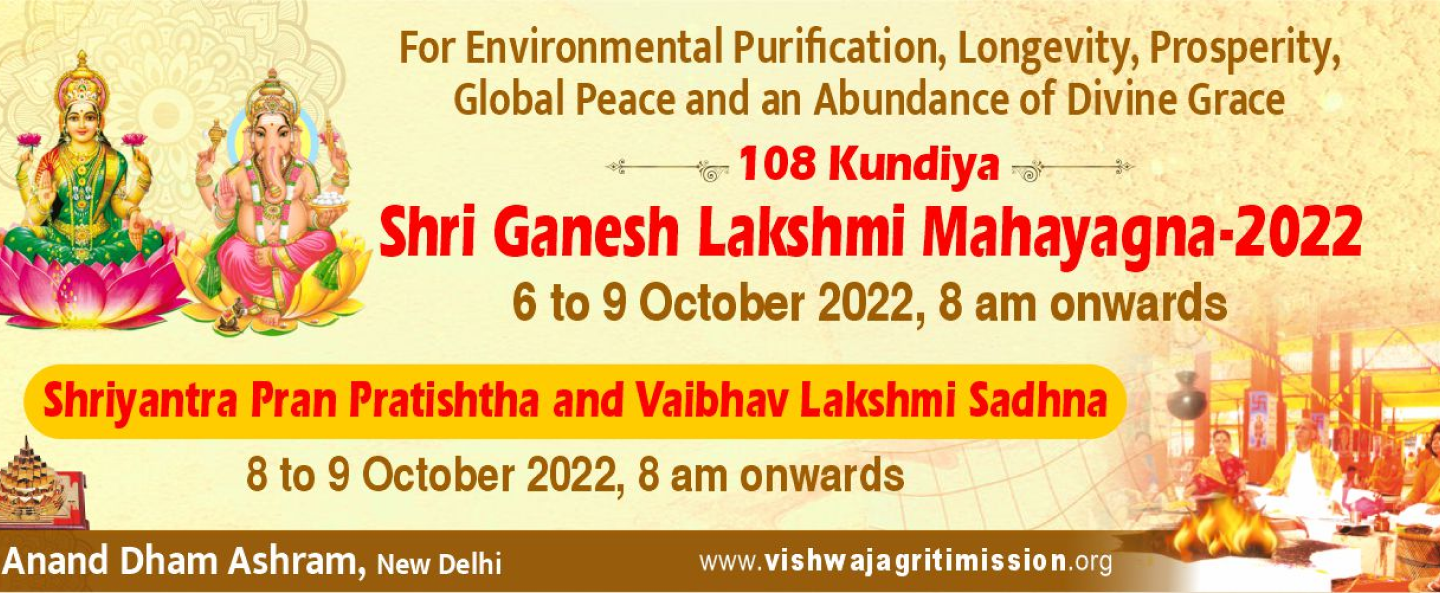 For Environmental Purification, Longevity, Prosperity,
Global Peace and an Abundance of Divine Grace
108 Kundiya
Shri Ganesh Lakshmi Mahayagna-2022
6 to 9 October 2022, 8 am onwards
Shriyantra Pran Pratishtha and Vaibhav Lakshmi Sadhna
8 to 9 October 2022, 8 am onwards
Anand Dham Ashram, New Delhi
www.vishwajagritimission.org